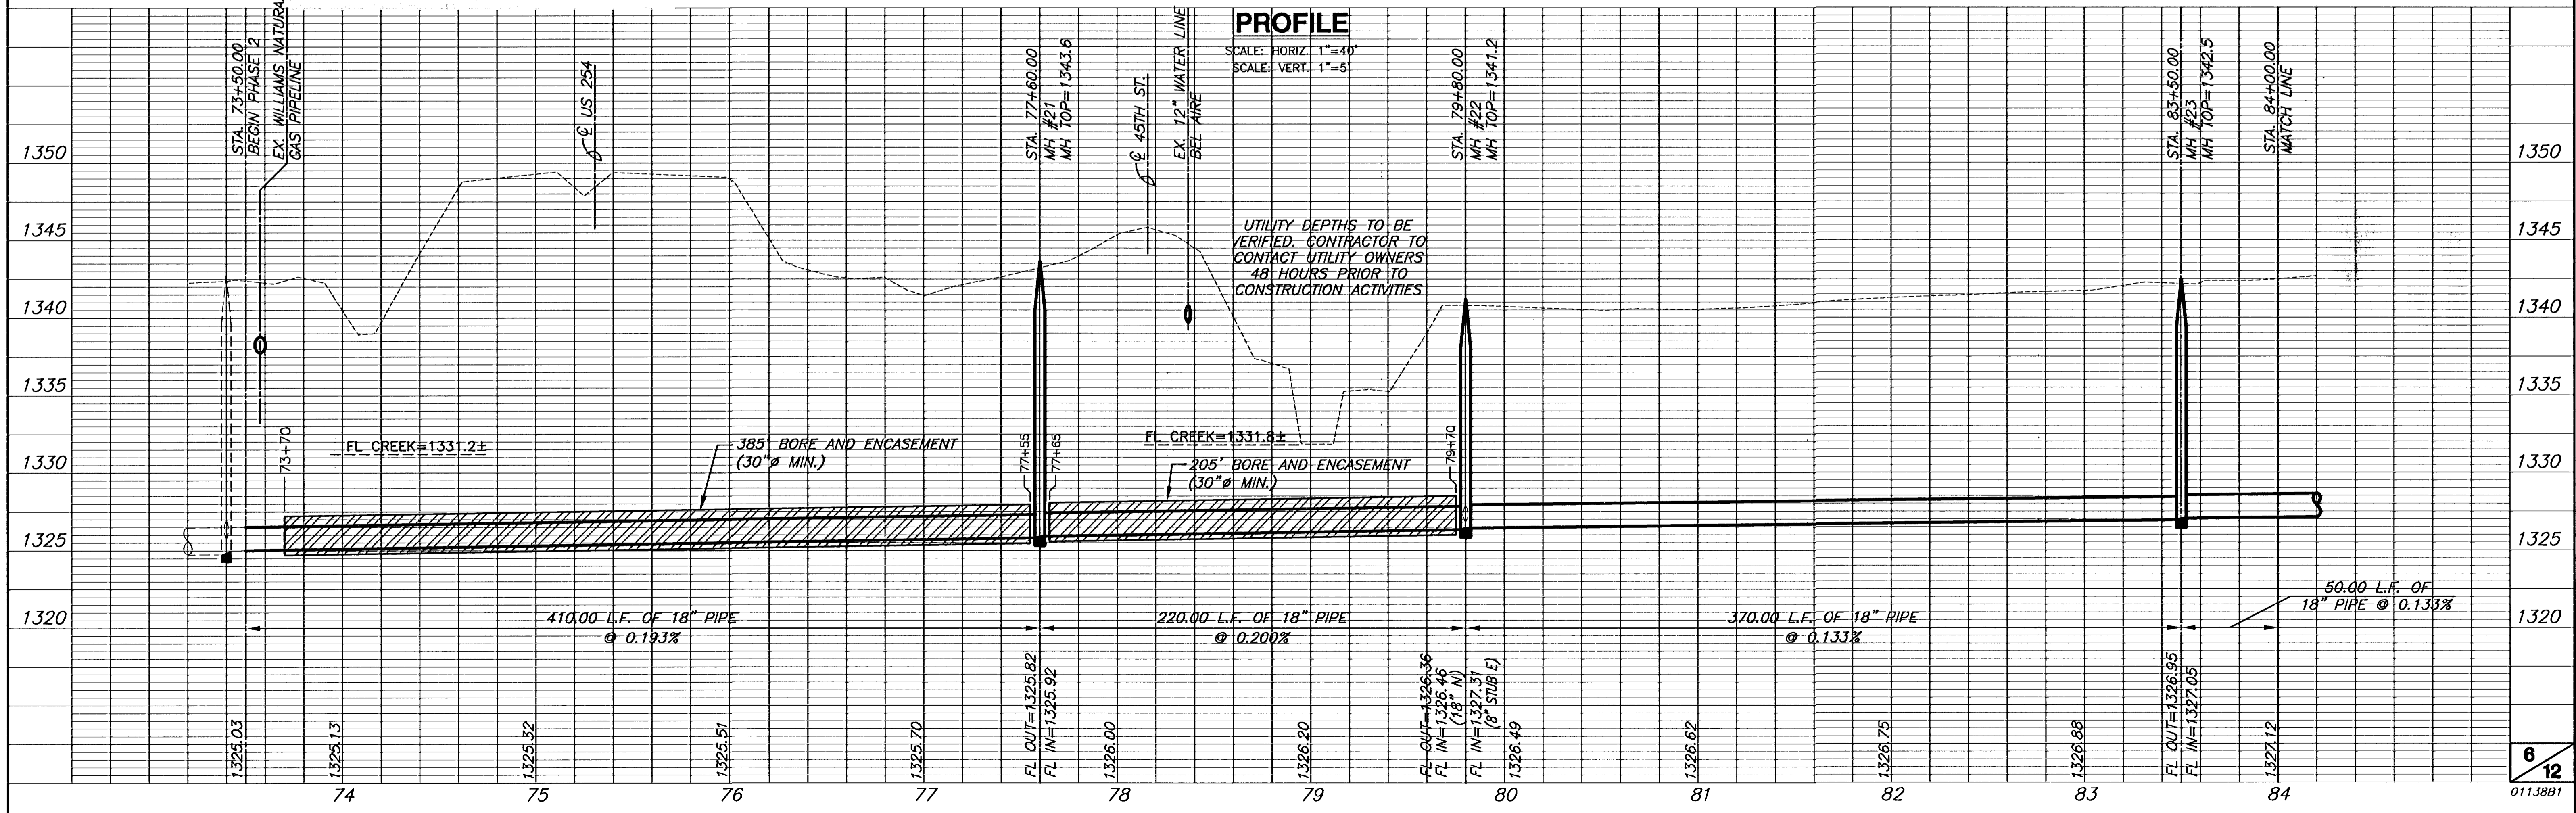 PROFILE
SCALE: HORIZ. 1"=40'
SCALE: VERT. 1"=5'
STA. 73+50.00
BEGIN PHASE 2
GAS PIPELINE
℄ US 254
STA. 77+60.00
MH #21
MH TOP=1343.6
℄ 45TH ST.
EX. 12" WATER LINE
BEL AIRE
STA. 79+80.00
MH #22
MH TOP=1341.2
STA. 83+50.00
MH #23
MH TOP=1342.5
STA. 84+00.00
MATCH LINE
EX. WILLIAMS
1350
1350
1345
1345
1340
1340
1335
1335
1330
1330
1325
1325
1320
1320
UTILITY DEPTHS TO BE
VERIFIED. CONTRACTOR TO
CONTACT UTILITY OWNERS
48 HOURS PRIOR TO
CONSTRUCTION ACTIVITIES
73+70
FL CREEK=1331.2±
385' BORE AND ENCASEMENT
(30"ø MIN.)
77+55
77+65
FL CREEK=1331.8±
205' BORE AND ENCASEMENT
(30"ø MIN.)
79+70
410.00 L.F. OF 18" PIPE
@ 0.193%
220.00 L.F. OF 18" PIPE
@ 0.200%
370.00 L.F. OF 18" PIPE
@ 0.133%
50.00 L.F. OF
18" PIPE @ 0.133%
1325.03
1325.13
1325.32
1325.51
1325.70
FL OUT=1325.82
FL IN=1325.92
1326.00
1326.20
FL OUT=1326.36
FL IN=1326.46
(18" N)
FL IN=1327.31
(8" STUB E)
1326.49
1326.62
1326.75
1326.88
FL OUT=1326.95
FL IN=1327.05
1327.12
74
75
76
77
78
79
80
81
82
83
84
6
12
01138B1